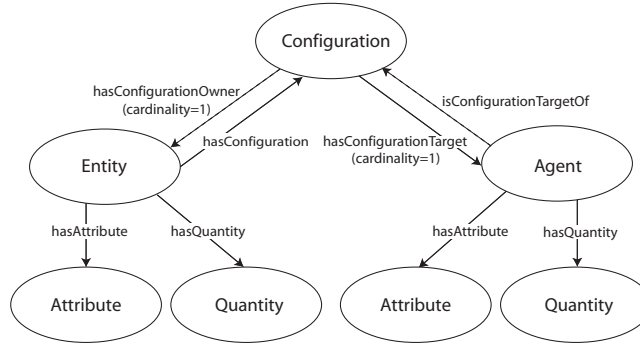 Configuration
hasConfigurationOwner
(cardinality=1)
isConfigurationTargetOf
hasConfiguration
hasConfigurationTarget
(cardinality=1)
Entity
Agent
hasAttribute
hasQuantity
hasAttribute
hasQuantity
Attribute
Quantity
Attribute
Quantity